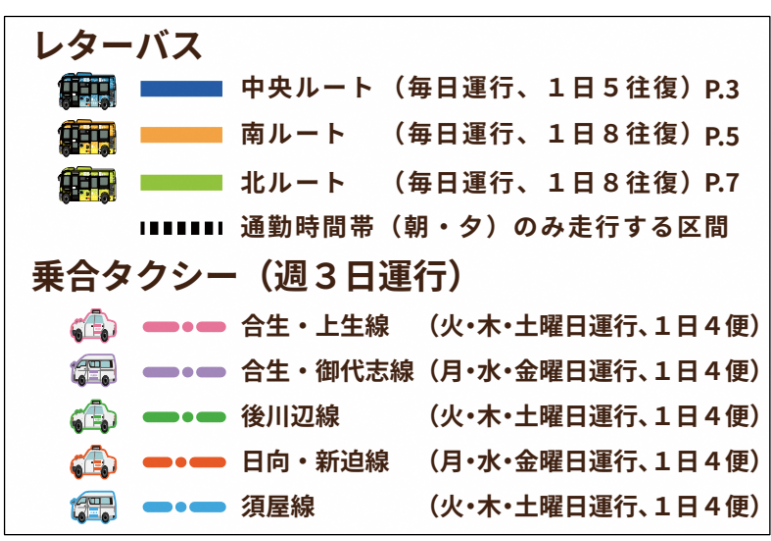 レターバス
中央ルート（毎日運行、１日５往復）P.3
南ルート（毎日運行、１日８往復）P.5
北ルート（毎日運行、１日８往復）P.7
通勤時間帯（朝・夕）のみ走行する区間
乗合タクシー（週３日運行）
合生・上生線（火・木・土曜日運行、１日４便）
合生・御代志線（月・水・金曜日運行、１日４便）
後川辺線（火・木・土曜日運行、１日４便）
日向・新迫線（月・水・金曜日運行、１日４便）
須屋線（火・木・土曜日運行、１日４便）